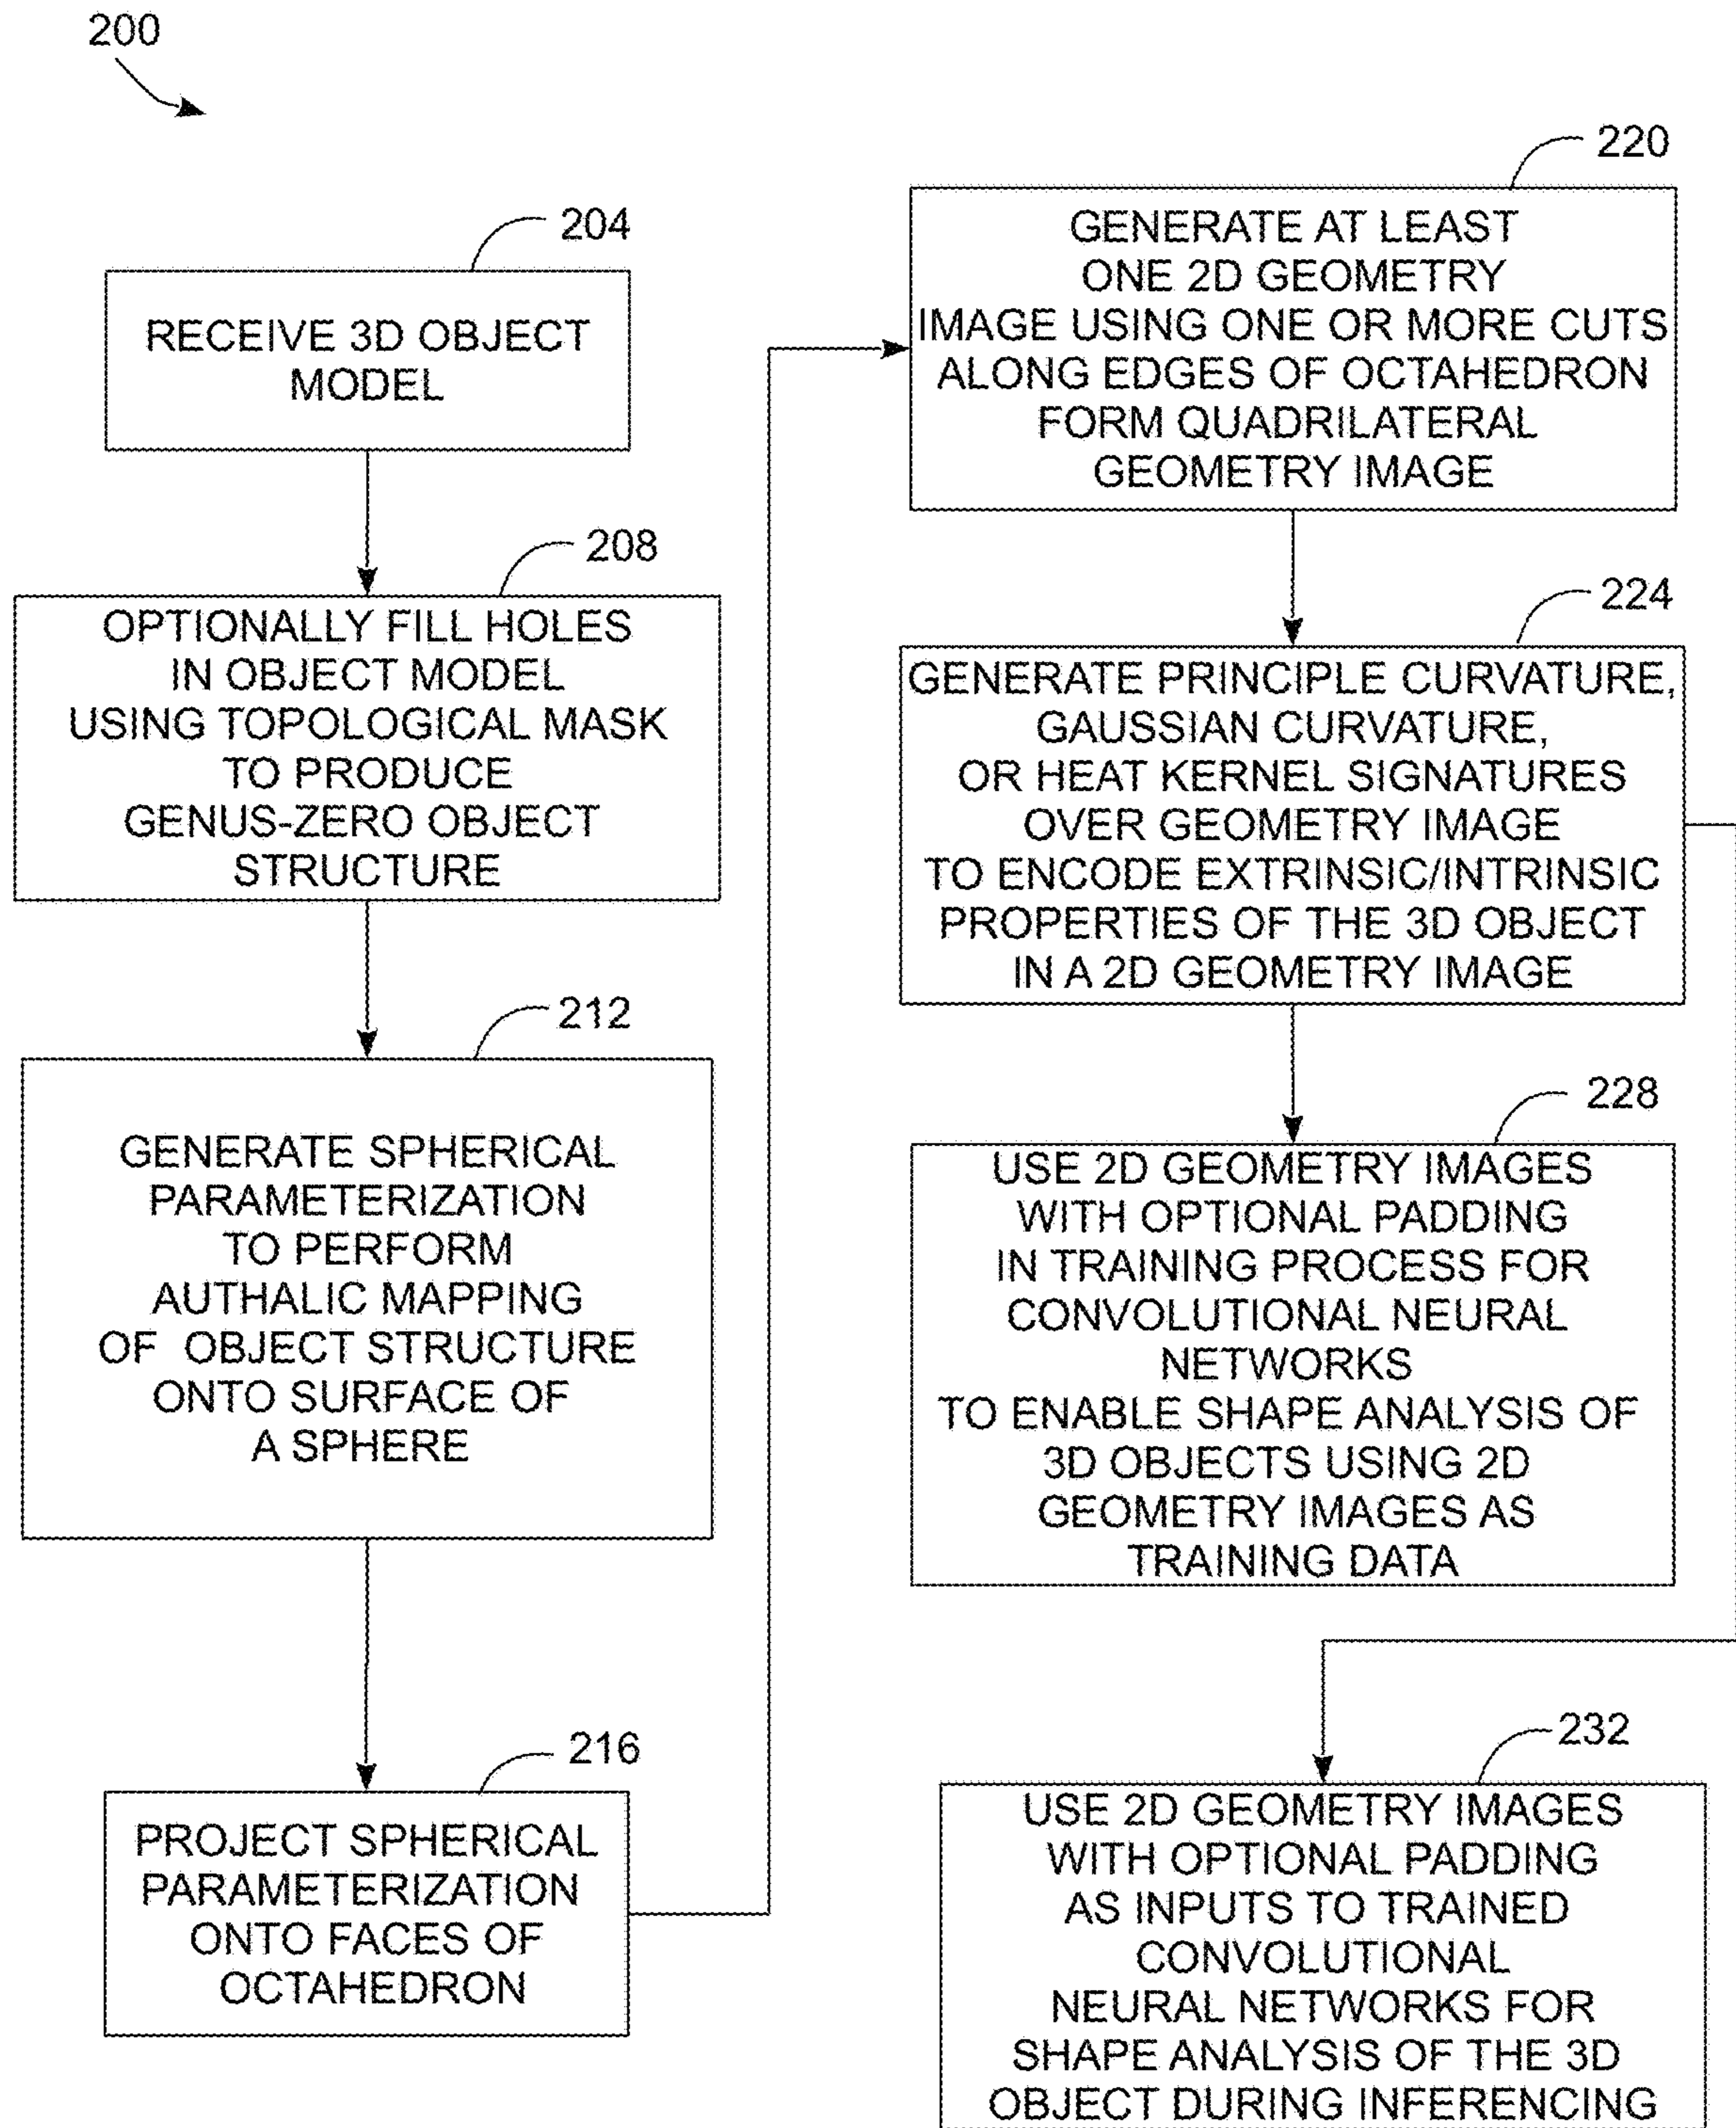 200
204
RECEIVE 3D OBJECT
MODEL
208
OPTIONALLY FILL HOLES
IN OBJECT MODEL
USING TOPOLOGICAL MASK
TO PRODUCE
GENUS-ZERO OBJECT
STRUCTURE
212
GENERATE SPHERICAL
PARAMETERIZATION
TO PERFORM
AUTHALIC MAPPING
OF OBJECT STRUCTURE
ONTO SURFACE OF
A SPHERE
216
PROJECT SPHERICAL
PARAMETERIZATION
ONTO FACES OF
OCTAHEDRON
220
GENERATE AT LEAST
ONE 2D GEOMETRY
IMAGE USING ONE OR MORE CUTS
ALONG EDGES OF OCTAHEDRON
FORM QUADRILATERAL
GEOMETRY IMAGE
224
GENERATE PRINCIPLE CURVATURE,
GAUSSIAN CURVATURE,
OR HEAT KERNEL SIGNATURES
OVER GEOMETRY IMAGE
TO ENCODE EXTRINSIC/INTRINSIC
PROPERTIES OF THE 3D OBJECT
IN A 2D GEOMETRY IMAGE
228
USE 2D GEOMETRY IMAGES
WITH OPTIONAL PADDING
IN TRAINING PROCESS FOR
CONVOLUTIONAL NEURAL
NETWORKS
TO ENABLE SHAPE ANALYSIS OF
3D OBJECTS USING 2D
GEOMETRY IMAGES AS
TRAINING DATA
232
USE 2D GEOMETRY IMAGES
WITH OPTIONAL PADDING
AS INPUTS TO TRAINED
CONVOLUTIONAL
NEURAL NETWORKS FOR
SHAPE ANALYSIS OF THE 3D
OBJECT DURING INFERENCING